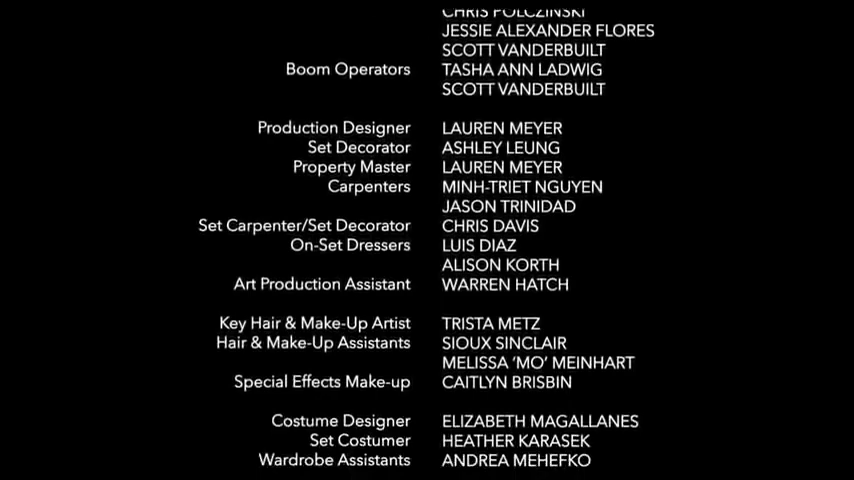 CHRIS POLCZINSKI
JESSIE ALEXANDER FLORES
SCOTT VANDERBUILT
Boom Operators TASHA ANN LADWIG
SCOTT VANDERBUILT
Production Designer LAUREN MEYER
Set Decorator ASHLEY LEUNG
Property Master LAUREN MEYER
Carpenters MINH-TRIET NGUYEN
JASON TRINIDAD
Set Carpenter/Set Decorator CHRIS DAVIS
On-Set Dressers LUIS DIAZ
ALISON KORTH
Art Production Assistant WARREN HATCH
Key Hair & Make-Up Artist TRISTA METZ
Hair & Make-Up Assistants SIOUX SINCLAIR
MELISSA ‘MO’ MEINHART
Special Effects Make-up CAITLYN BRISBIN
Costume Designer ELIZABETH MAGALLANES
Set Costumer HEATHER KARASEK
Wardrobe Assistants ANDREA MEHEFKO